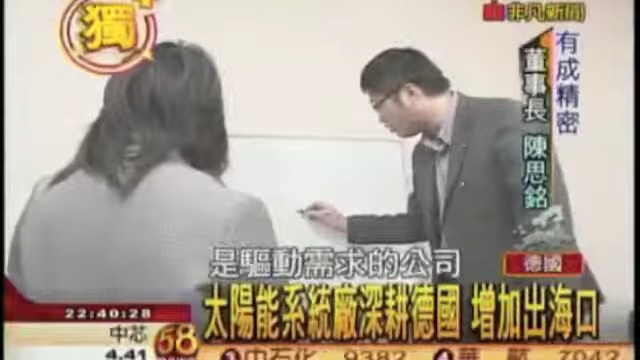 獨
非凡新聞
有成精密
董事長 陳思銘
是驅動需求的公司
德國
太陽能系統廠深耕德國 增加出海口
22:40:28
中芯
4.41
58
中石化 9382